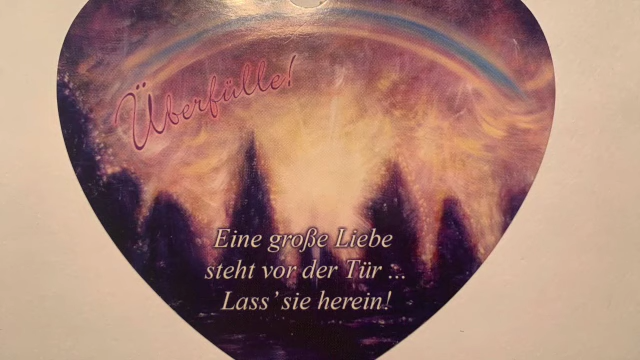 Überfülle!
Eine große Liebe
steht vor der Tür ...
Lass’ sie herein!